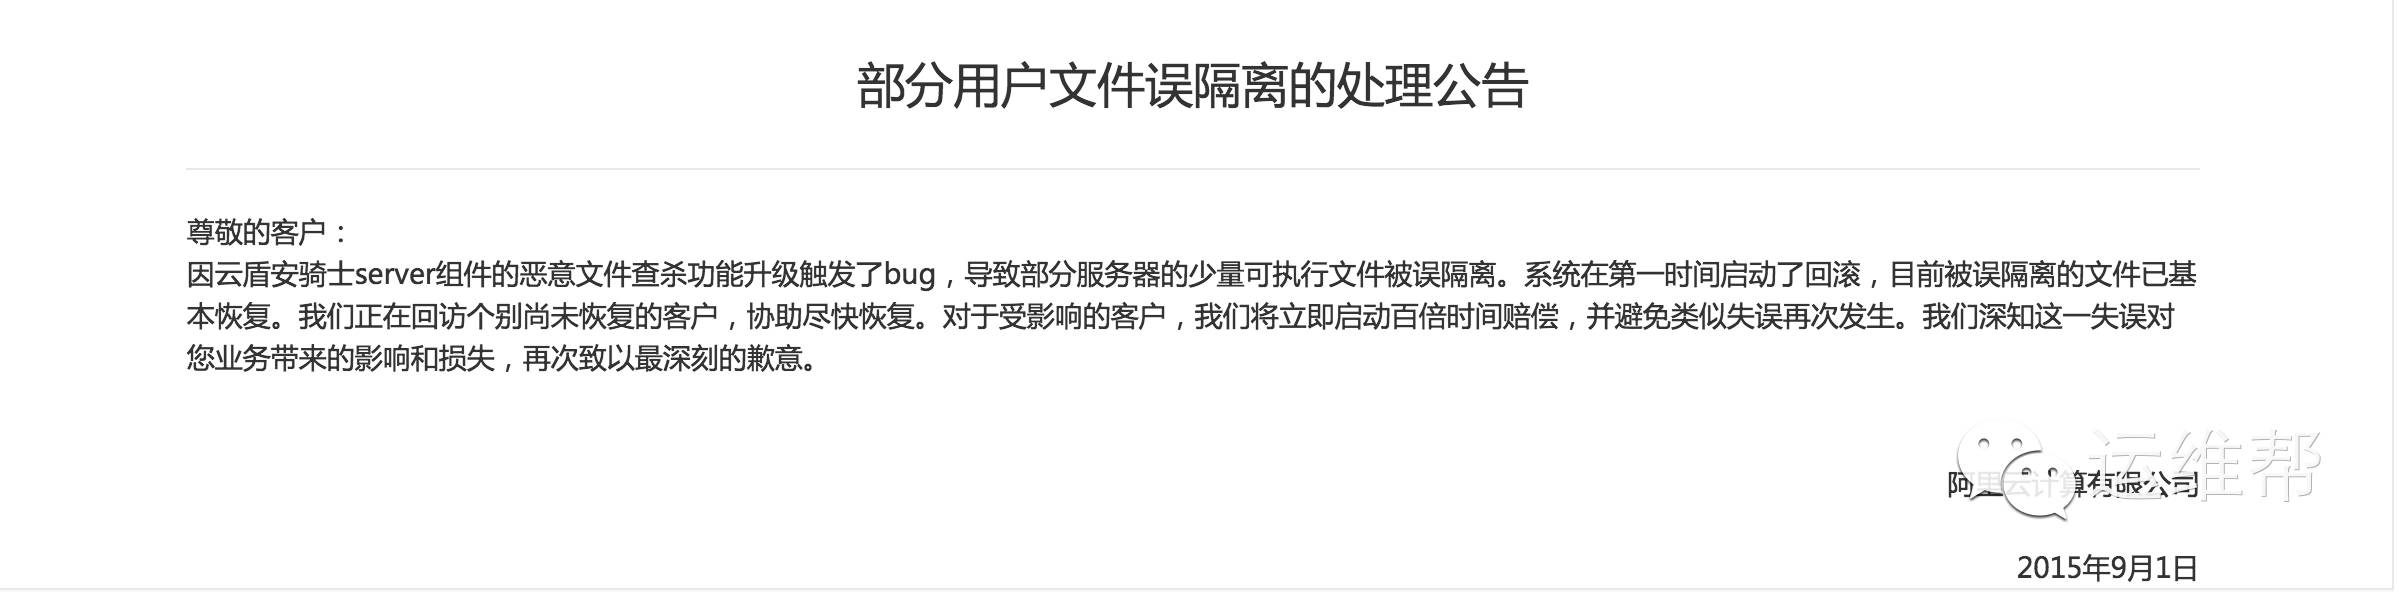 部分用户文件误隔离的处理公告
尊敬的客户：
因云盾安骑士server组件的恶意文件查杀功能升级触发了bug，导致部分服务器的少量可执行文件被误隔离。系统在第一时间启动了回滚，目前被误隔离的文件已基
本恢复。我们正在回访个别尚未恢复的客户，协助尽快恢复。对于受影响的客户，我们将立即启动百倍时间赔偿，并避免类似失误再次发生。我们深知这一失误对
您业务带来的影响和损失，再次致以最深刻的歉意。
运维帮
阿里云计算有限公司
2015年9月1日